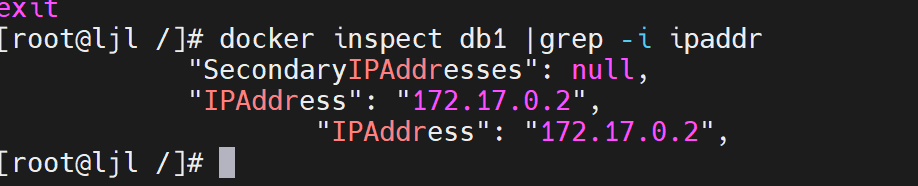 exit
[root@ljl /]# docker inspect db1 |grep -i ipaddr
"SecondaryIPAddresses": null,
"IPAddress": "172.17.0.2",
"IPAddress": "172.17.0.2",
[root@ljl /]#